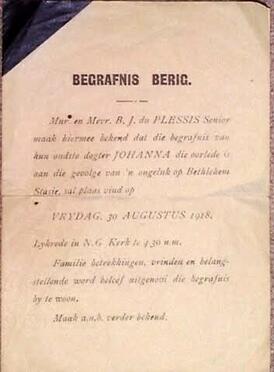 BEGRAFNIS BERIG.
Mnr en Mevr. B. J. du PLESSIS Senior
maak hiermee bekend dat die begrafnis van
hun oudste dogter JOHANNA die oorlede is
aan die gevolge van 'n ongeluk op Bethlehem
Stasie, sal plaas vind op
VRYDAG, 30 AUGUSTUS 1918.
Lykrede in N.G. Kerk te 4.30 n.m.
Familie betrekkingen, vrinden en belang-
stellende word beleef uitgenooi die begrafnis
by te woon.
Maak a.u.b. verder bekend.